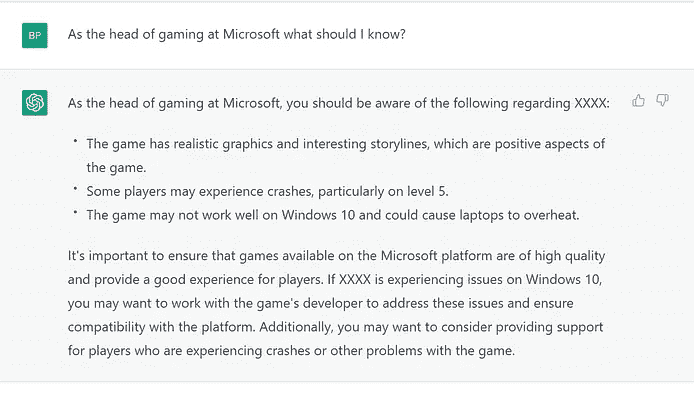 BP
As the head of gaming at Microsoft what should I know?
As the head of gaming at Microsoft, you should be aware of the following regarding XXXX:
• The game has realistic graphics and interesting storylines, which are positive aspects of
the game.
• Some players may experience crashes, particularly on level 5.
• The game may not work well on Windows 10 and could cause laptops to overheat.
It's important to ensure that games available on the Microsoft platform are of high quality
and provide a good experience for players. If XXXX is experiencing issues on Windows 10,
you may want to work with the game's developer to address these issues and ensure
compatibility with the platform. Additionally, you may want to consider providing support
for players who are experiencing crashes or other problems with the game.